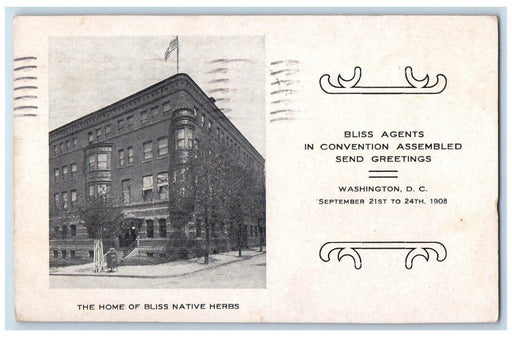 BLISS AGENTS
IN CONVENTION ASSEMBLED
SEND GREETINGS
WASHINGTON, D. C.
SEPTEMBER 21ST TO 24TH, 1908
THE HOME OF BLISS NATIVE HERBS